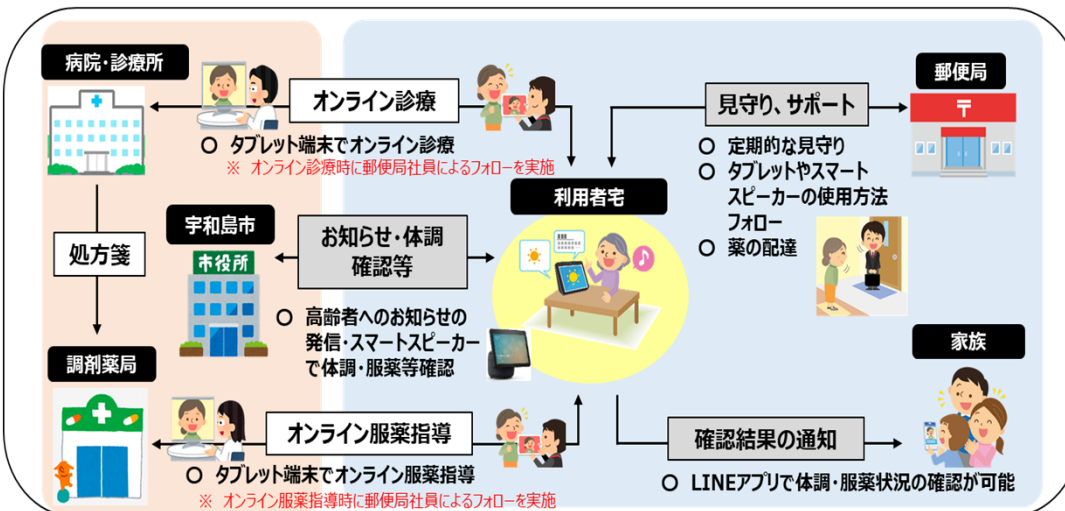 病院・診療所
オンライン診療
○ タブレット端末でオンライン診療
※ オンライン診療時に郵便局社員によるフォローを実施
処方箋
宇和島市
市役所
お知らせ・体調
確認等
○ 高齢者へのお知らせの
発信・スマートスピーカー
で体調・服薬等確認
調剤薬局
オンライン服薬指導
○ タブレット端末でオンライン服薬指導
※ オンライン服薬指導時に郵便局社員によるフォローを実施
利用者宅
郵便局
〒
見守り、サポート
○ 定期的な見守り
○ タブレットやスマート
スピーカーの使用方法
フォロー
○ 薬の配達
家族
確認結果の通知
○ LINEアプリで体調・服薬状況の確認が可能